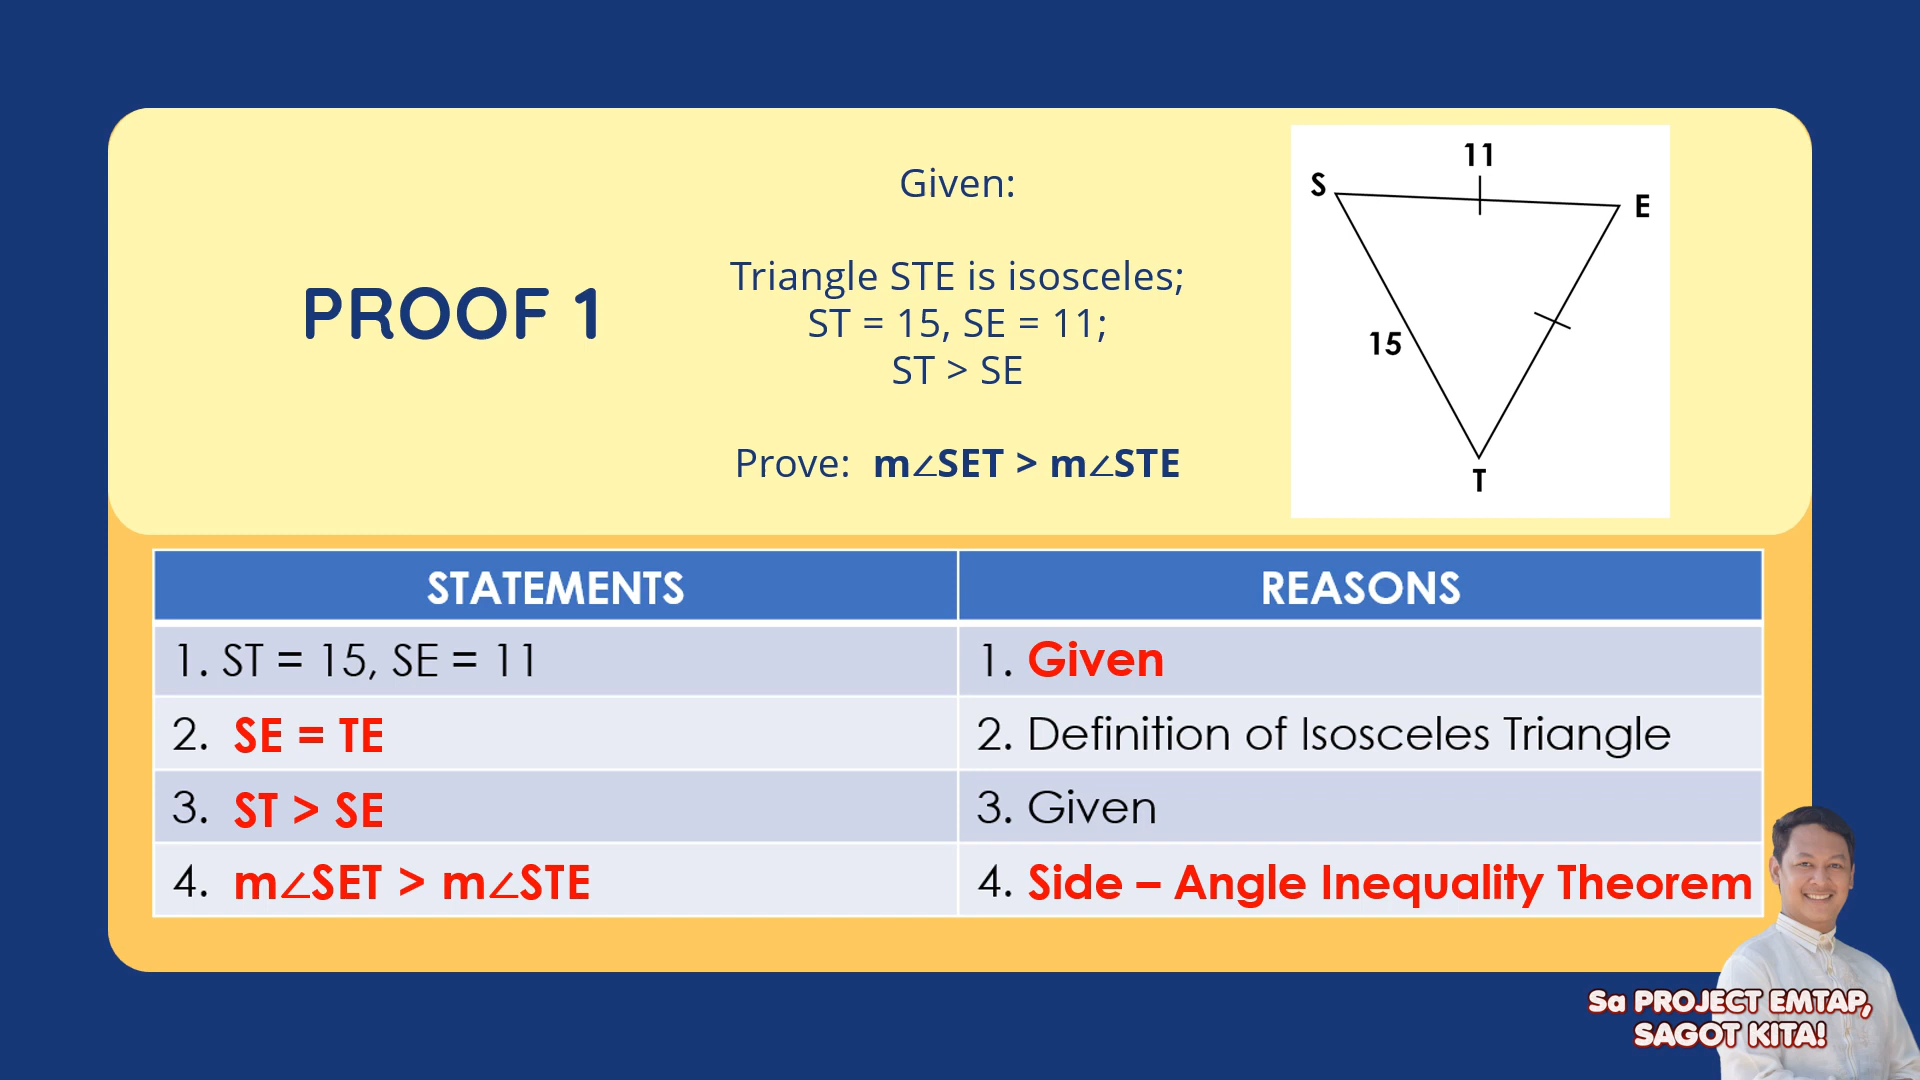 PROOF 1
Given:
Triangle STE is isosceles;
ST = 15, SE = 11;
ST > SE
Prove: m∠SET > m∠STE
11
S
E
15
T
STATEMENTS
REASONS
1. ST = 15, SE = 11
1. Given
2. SE = TE
2. Definition of Isosceles Triangle
3. ST > SE
3. Given
4. m∠SET > m∠STE
4. Side – Angle Inequality Theorem
Sa PROJECT EMTAP,
SAGOT KITA!